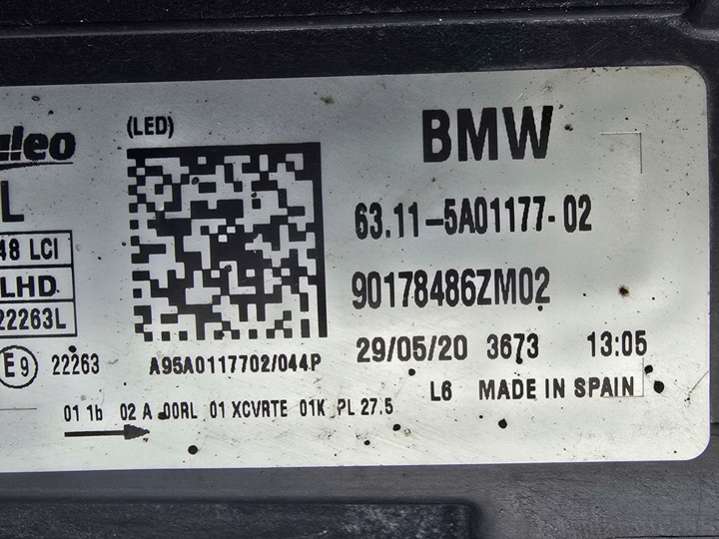 (LED)
BMW
L
63.11-5A01177-02
48 LCI
LHD
22263L
90178486ZM02
E9 22263
A95A0117702/044P
29/05/20 3673 13:05
L6 MADE IN SPAIN
01 1b 02 A 00RL 01 XCVRTE 01K PL 27.5